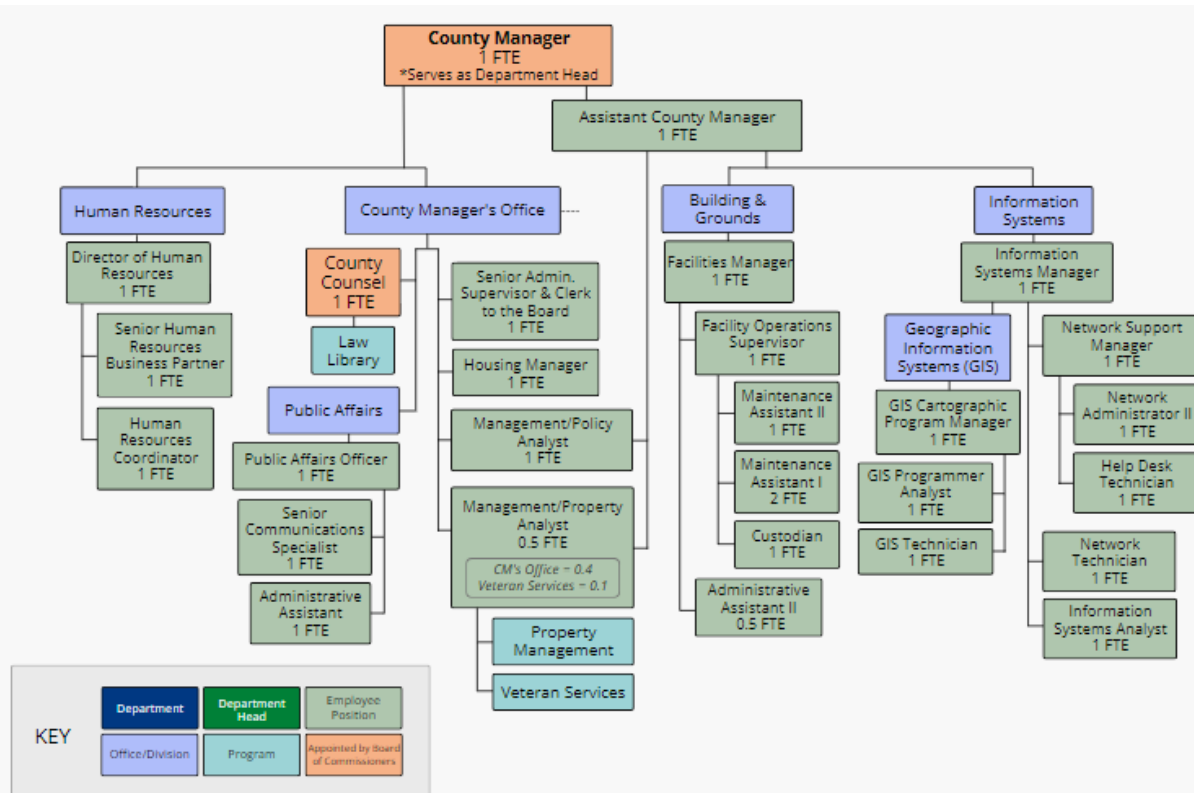 County Manager
1 FTE
*Serves as Department Head
Assistant County Manager
1 FTE
Human Resources
Director of Human
Resources
1 FTE
Senior Human
Resources
Business Partner
1 FTE
Human
Resources
Coordinator
1 FTE
County Manager's Office
County
Counsel
1 FTE
Law
Library
Public Affairs
Public Affairs Officer
1 FTE
Senior
Communications
Specialist
1 FTE
Administrative
Assistant
1 FTE
Senior Admin.
Supervisor & Clerk
to the Board
1 FTE
Housing Manager
1 FTE
Management/Policy
Analyst
1 FTE
Management/Property
Analyst
0.5 FTE
CM's Office = 0.4
Veteran Services = 0.1
Property
Management
Veteran Services
Building &
Grounds
Facilities Manager
1 FTE
Facility Operations
Supervisor
1 FTE
Maintenance
Assistant II
1 FTE
Maintenance
Assistant I
2 FTE
Custodian
1 FTE
Administrative
Assistant II
0.5 FTE
Information
Systems
Information
Systems Manager
1 FTE
Geographic
Information
Systems (GIS)
GIS Cartographic
Program Manager
1 FTE
GIS Programmer
Analyst
1 FTE
GIS Technician
1 FTE
Network Support
Manager
1 FTE
Network
Administrator II
1 FTE
Help Desk
Technician
1 FTE
Network
Technician
1 FTE
Information
Systems Analyst
1 FTE
KEY
Department
Department
Head
Employee
Position
Office/Division
Program
Appointed by Board
of Commissioners